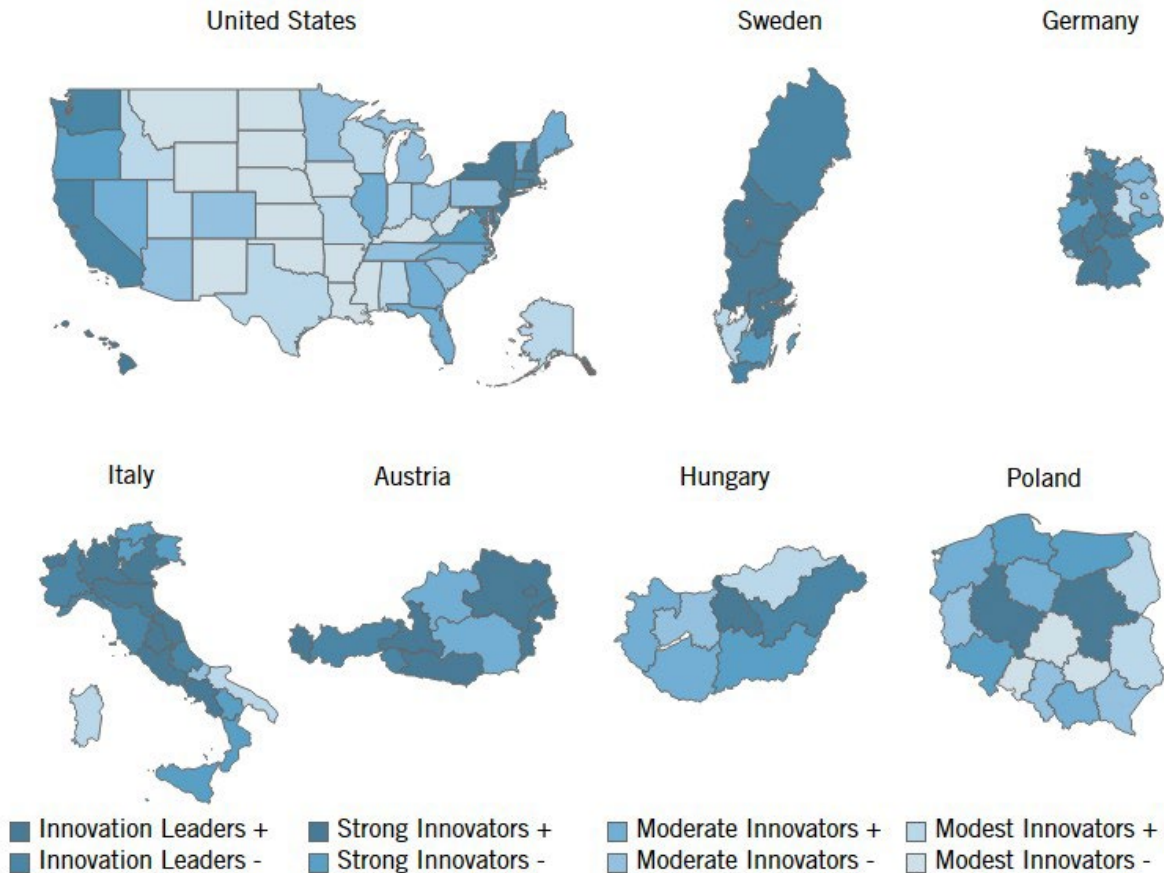 United States
Sweden
Germany
Italy
Austria
Hungary
Poland
Innovation Leaders +
Strong Innovators +
Moderate Innovators +
Modest Innovators +
Innovation Leaders -
Strong Innovators -
Moderate Innovators -
Modest Innovators -